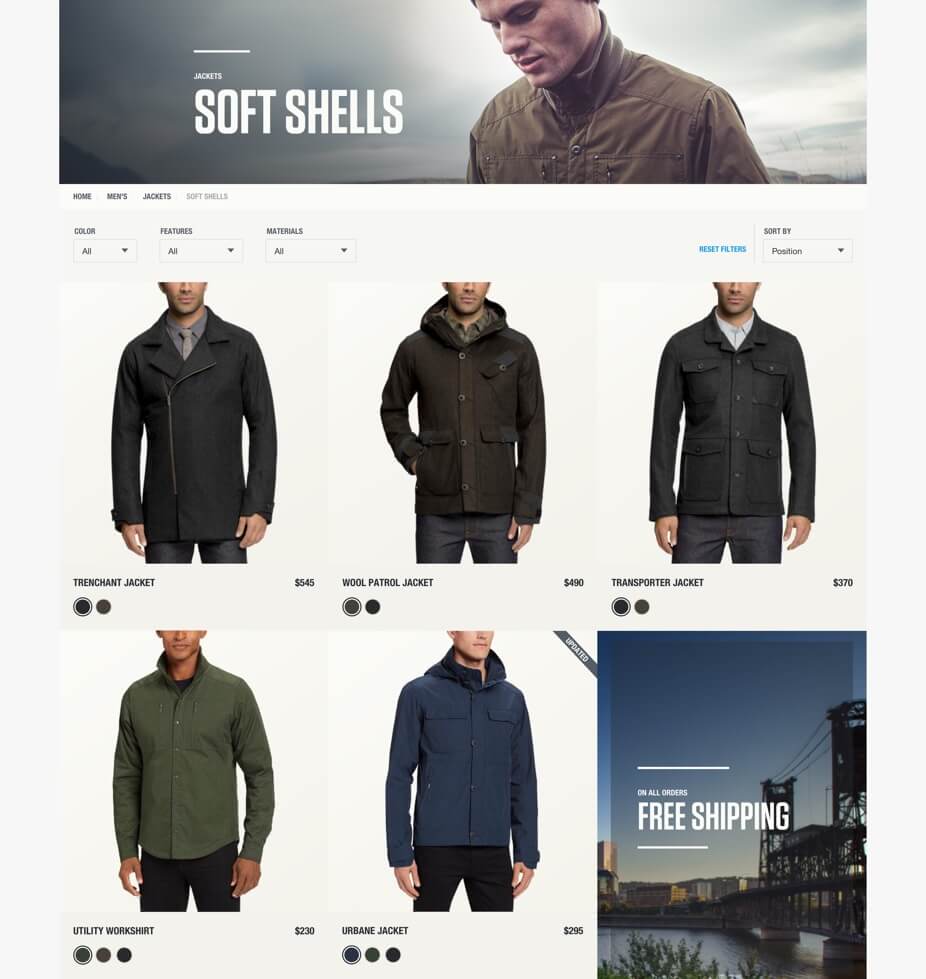 JACKETS
SOFT SHELLS
HOME MEN'S JACKETS SOFT SHELLS
COLOR FEATURES MATERIALS SORT BY
All All All RESET FILTERS Position
TRENCHANT JACKET $545 WOOL PATROL JACKET $490 TRANSPORTER JACKET $370
UPDATED
ON ALL ORDERS
FREE SHIPPING
UTILITY WORKSHIRT $230 URBANE JACKET $295